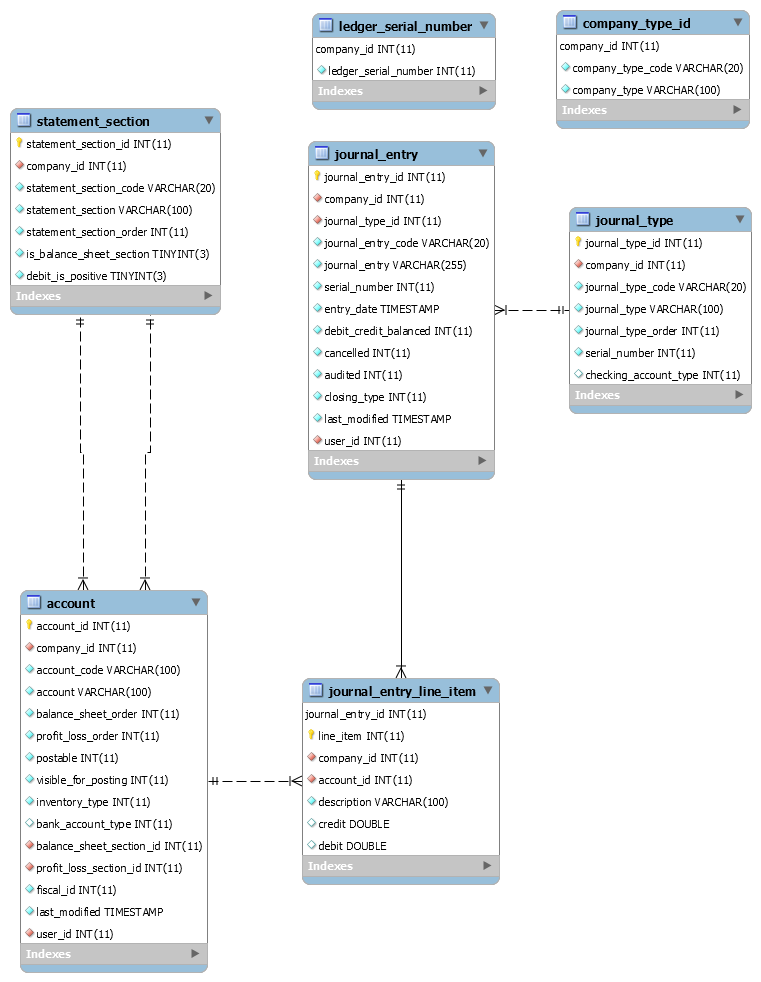 ledger_serial_number
company_id INT(11)
ledger_serial_number INT(11)
Indexes
company_type_id
company_id INT(11)
company_type_code VARCHAR(20)
company_type VARCHAR(100)
Indexes
statement_section
statement_section_id INT(11)
company_id INT(11)
statement_section_code VARCHAR(20)
statement_section VARCHAR(100)
statement_section_order INT(11)
is_balance_sheet_section TINYINT(3)
debit_is_positive TINYINT(3)
Indexes
journal_entry
journal_entry_id INT(11)
company_id INT(11)
journal_type_id INT(11)
journal_entry_code VARCHAR(20)
journal_entry VARCHAR(255)
serial_number INT(11)
entry_date TIMESTAMP
debit_credit_balanced INT(11)
cancelled INT(11)
audited INT(11)
closing_type INT(11)
last_modified TIMESTAMP
user_id INT(11)
Indexes
journal_type
journal_type_id INT(11)
company_id INT(11)
journal_type_code VARCHAR(20)
journal_type VARCHAR(100)
journal_type_order INT(11)
serial_number INT(11)
checking_account_type INT(11)
Indexes
account
account_id INT(11)
company_id INT(11)
account_code VARCHAR(100)
account VARCHAR(100)
balance_sheet_order INT(11)
profit_loss_order INT(11)
postable INT(11)
visible_for_posting INT(11)
inventory_type INT(11)
bank_account_type INT(11)
balance_sheet_section_id INT(11)
profit_loss_section_id INT(11)
fiscal_id INT(11)
last_modified TIMESTAMP
user_id INT(11)
Indexes
journal_entry_line_item
journal_entry_id INT(11)
line_item INT(11)
company_id INT(11)
account_id INT(11)
description VARCHAR(100)
credit DOUBLE
debit DOUBLE
Indexes